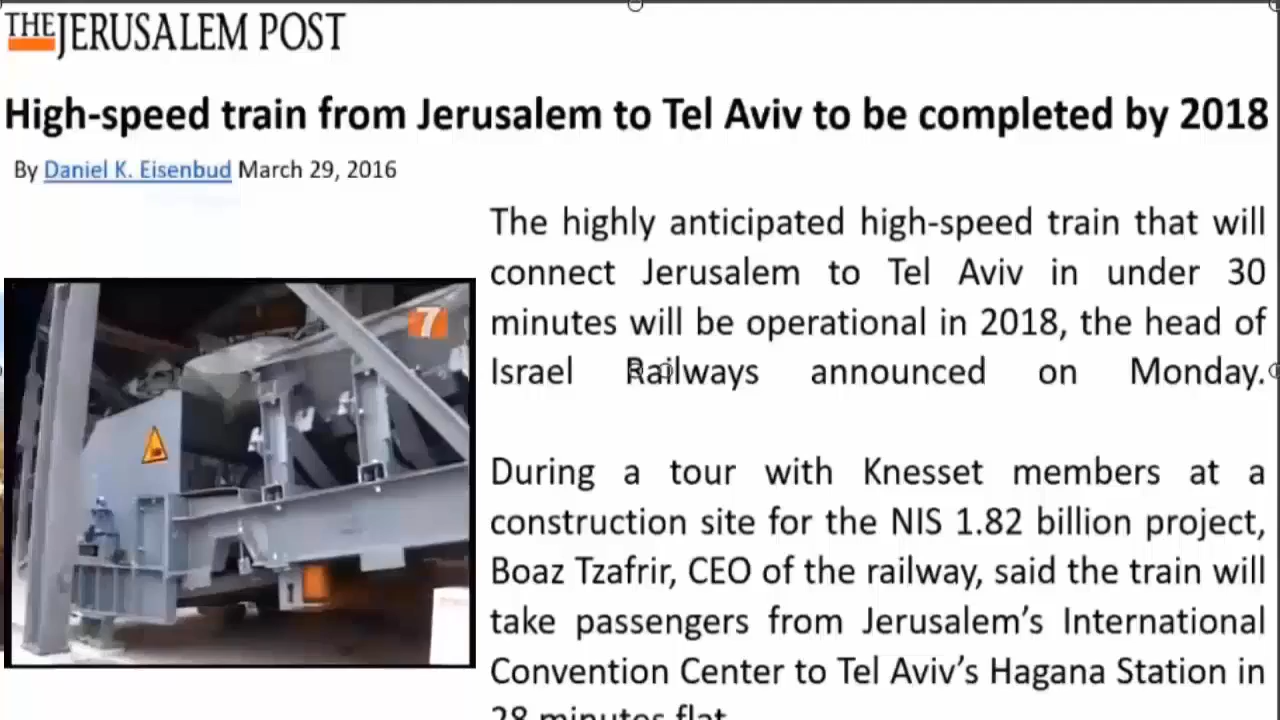 THE JERUSALEM POST
High-speed train from Jerusalem to Tel Aviv to be completed by 2018
By Daniel K. Eisenbud March 29, 2016
The highly anticipated high-speed train that will
connect Jerusalem to Tel Aviv in under 30
minutes will be operational in 2018, the head of
Israel Railways announced on Monday.
7
During a tour with Knesset members at a
construction site for the NIS 1.82 billion project,
Boaz Tzafrir, CEO of the railway, said the train will
take passengers from Jerusalem’s International
Convention Center to Tel Aviv’s Hagana Station in
28 minutes flat